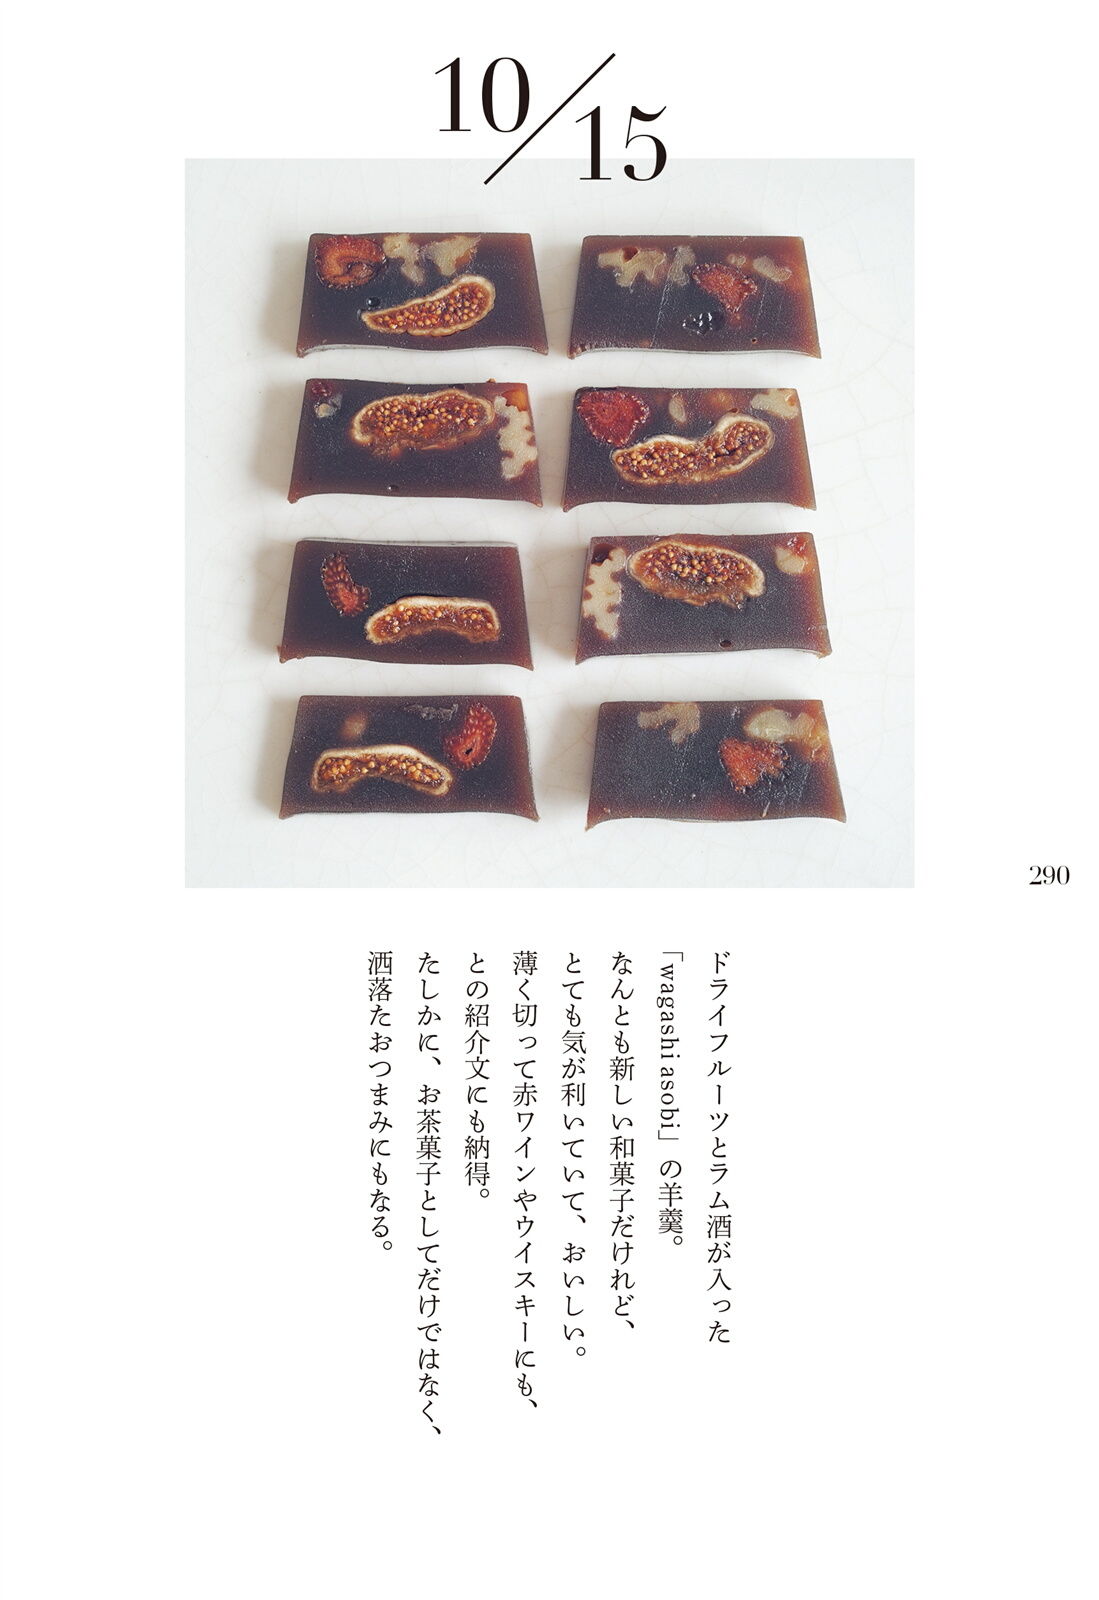 10/15
290
ドライフルーツとラム酒が入った
「wagashi asobi」の羊羹。
なんとも新しい和菓子だけれど、
とても気が利いていて、おいしい。
薄く切って赤ワインやウイスキーにも、
との紹介文にも納得。
たしかに、お茶菓子としてだけではなく、
洒落たおつまみにもなる。